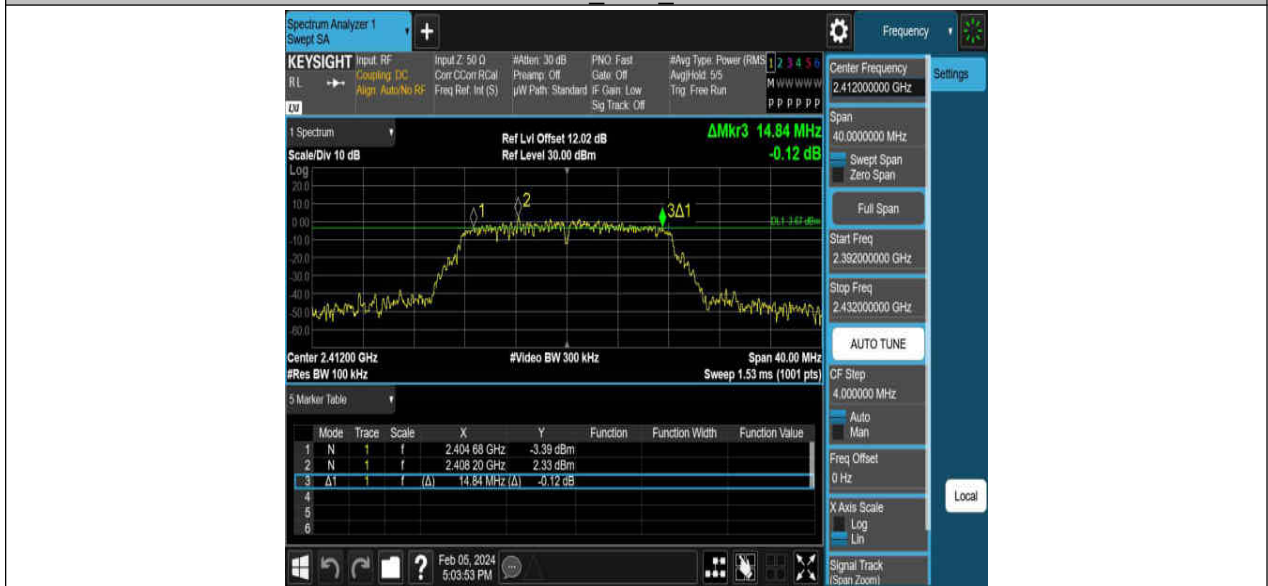 Spectrum Analyzer 1
Swept SA
+
Frequency
KEYSIGHT
RL
LXI
Input: RF
Coupling: DC
Align: Auto/No RF
Input Z: 50 Ω
Corr CCorr RCal
Freq Ref: Int (S)
#Atten: 30 dB
Preamp: Off
µW Path: Standard
PNO: Fast
Gate: Off
IF Gain: Low
Sig Track: Off
#Avg Type: Power (RMS
Avg|Hold: 5/5
Trig: Free Run
1 2 3 4 5 6
M W W W W W
P P P P P P
1 Spectrum
Scale/Div 10 dB
Ref Lvl Offset 12.02 dB
Ref Level 30.00 dBm
ΔMkr3 14.84 MHz
-0.12 dB
Log
20.0
10.0
0.00
-10.0
-20.0
-30.0
-40.0
-50.0
-60.0
1
2
3Δ1
DL1 -3.67 dBm
Center 2.41200 GHz
#Res BW 100 kHz
#Video BW 300 kHz
Span 40.00 MHz
Sweep 1.53 ms (1001 pts)
5 Marker Table
Mode Trace Scale X Y Function Function Width Function Value
1 N 1 f 2.404 68 GHz -3.39 dBm
2 N 1 f 2.408 20 GHz 2.33 dBm
3 Δ1 1 f (Δ) 14.84 MHz (Δ) -0.12 dB
4
5
6
Feb 05, 2024
5:03:53 PM
Center Frequency
2.412000000 GHz
Settings
Span
40.0000000 MHz
Swept Span
Zero Span
Full Span
Start Freq
2.392000000 GHz
Stop Freq
2.432000000 GHz
AUTO TUNE
CF Step
4.000000 MHz
Auto
Man
Freq Offset
0 Hz
X Axis Scale
Log
Lin
Local
Signal Track
(Span Zoom)